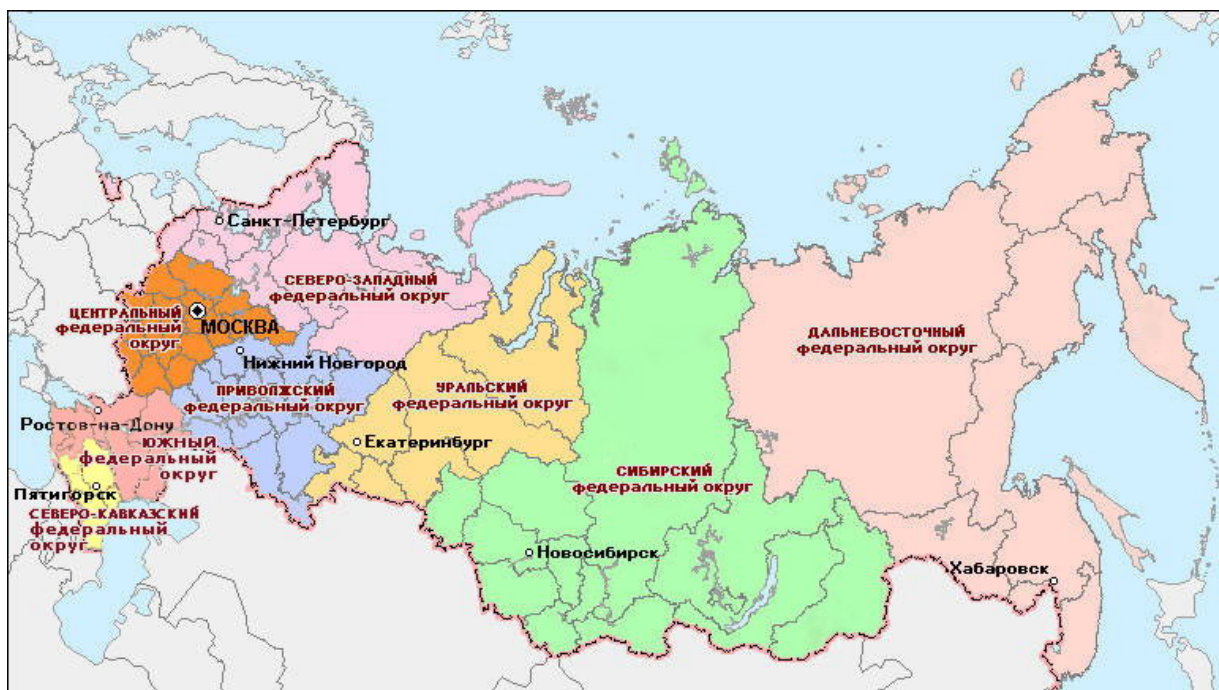 Санкт-Петербург
СЕВЕРО-ЗАПАДНЫЙ
федеральный округ
ЦЕНТРАЛЬНЫЙ
федеральный
округ
МОСКВА
Нижний Новгород
ПРИВОЛЖСКИЙ
федеральный округ
УРАЛЬСКИЙ
федеральный округ
Екатеринбург
ДАЛЬНЕВОСТОЧНЫЙ
федеральный округ
Ростов-на-Дону
ЮЖНЫЙ
федеральный
округ
Пятигорск
СЕВЕРО-КАВКАЗСКИЙ
федеральный
округ
СИБИРСКИЙ
федеральный округ
Новосибирск
Хабаровск